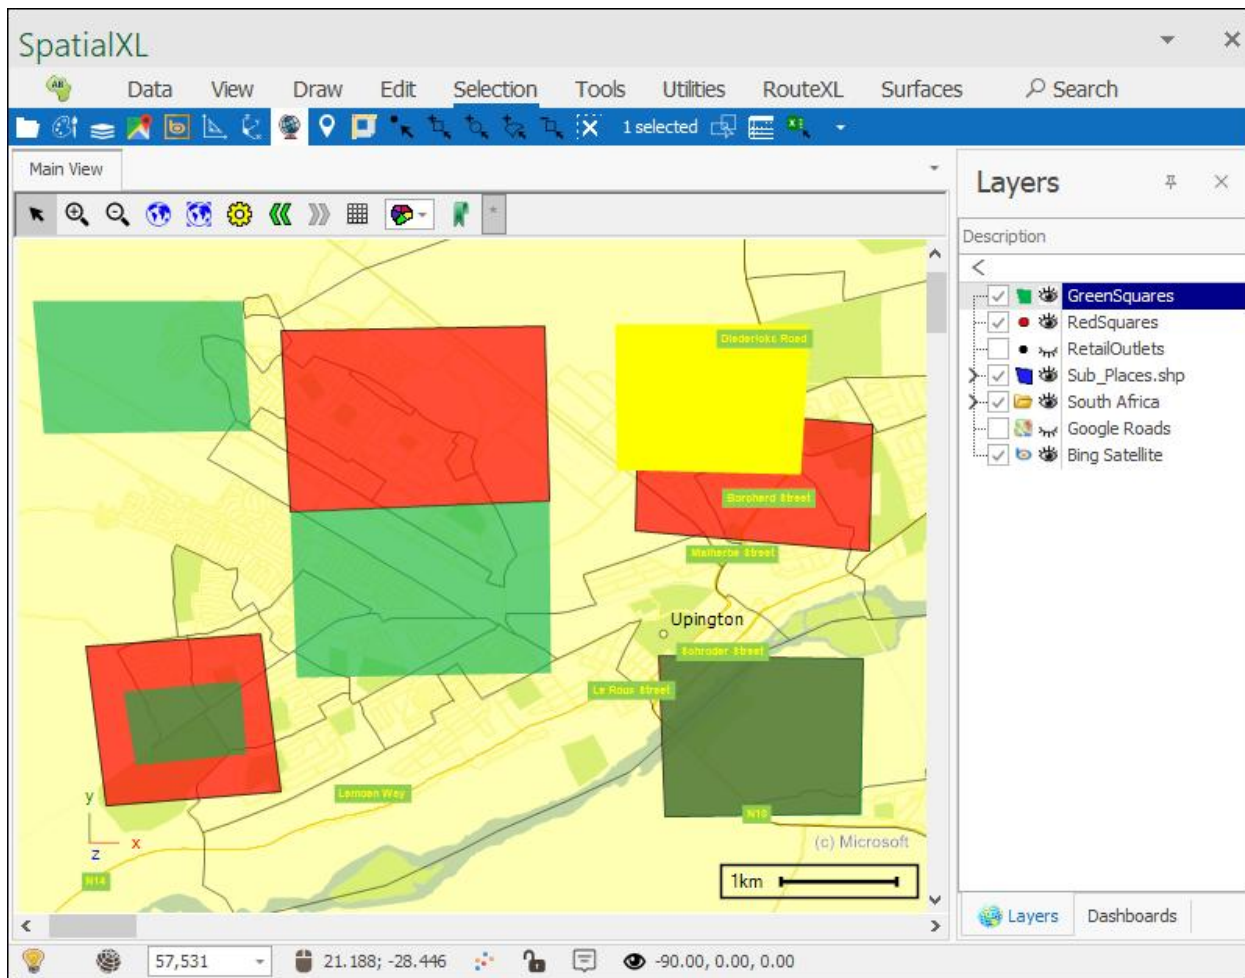 SpatialXL
AB
Data View Draw Edit Selection Tools Utilities RouteXL Surfaces Search
1 selected
Main View
Layers
Description
GreenSquares
RedSquares
RetailOutlets
Sub_Places.shp
South Africa
Google Roads
Bing Satellite
Diedericks Road
Borcherd Street
Malherbe Street
Upington
Schroder Street
Le Roux Street
Lemoen Way
N10
N14
y
x
z
(c) Microsoft
1km
Layers Dashboards
57,531 21.188; -28.446 -90.00, 0.00, 0.00